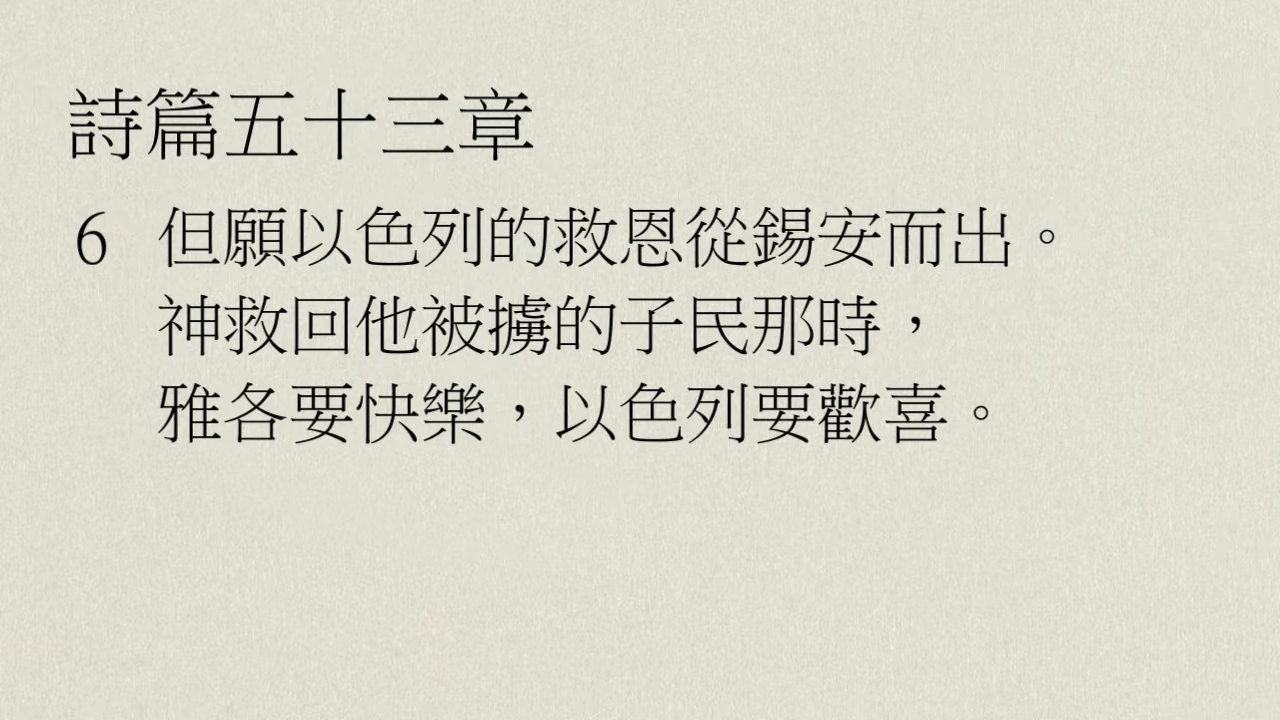 詩篇五十三章
6 但願以色列的救恩從錫安而出。
神救回他被擄的子民那時，
雅各要快樂，以色列要歡喜。